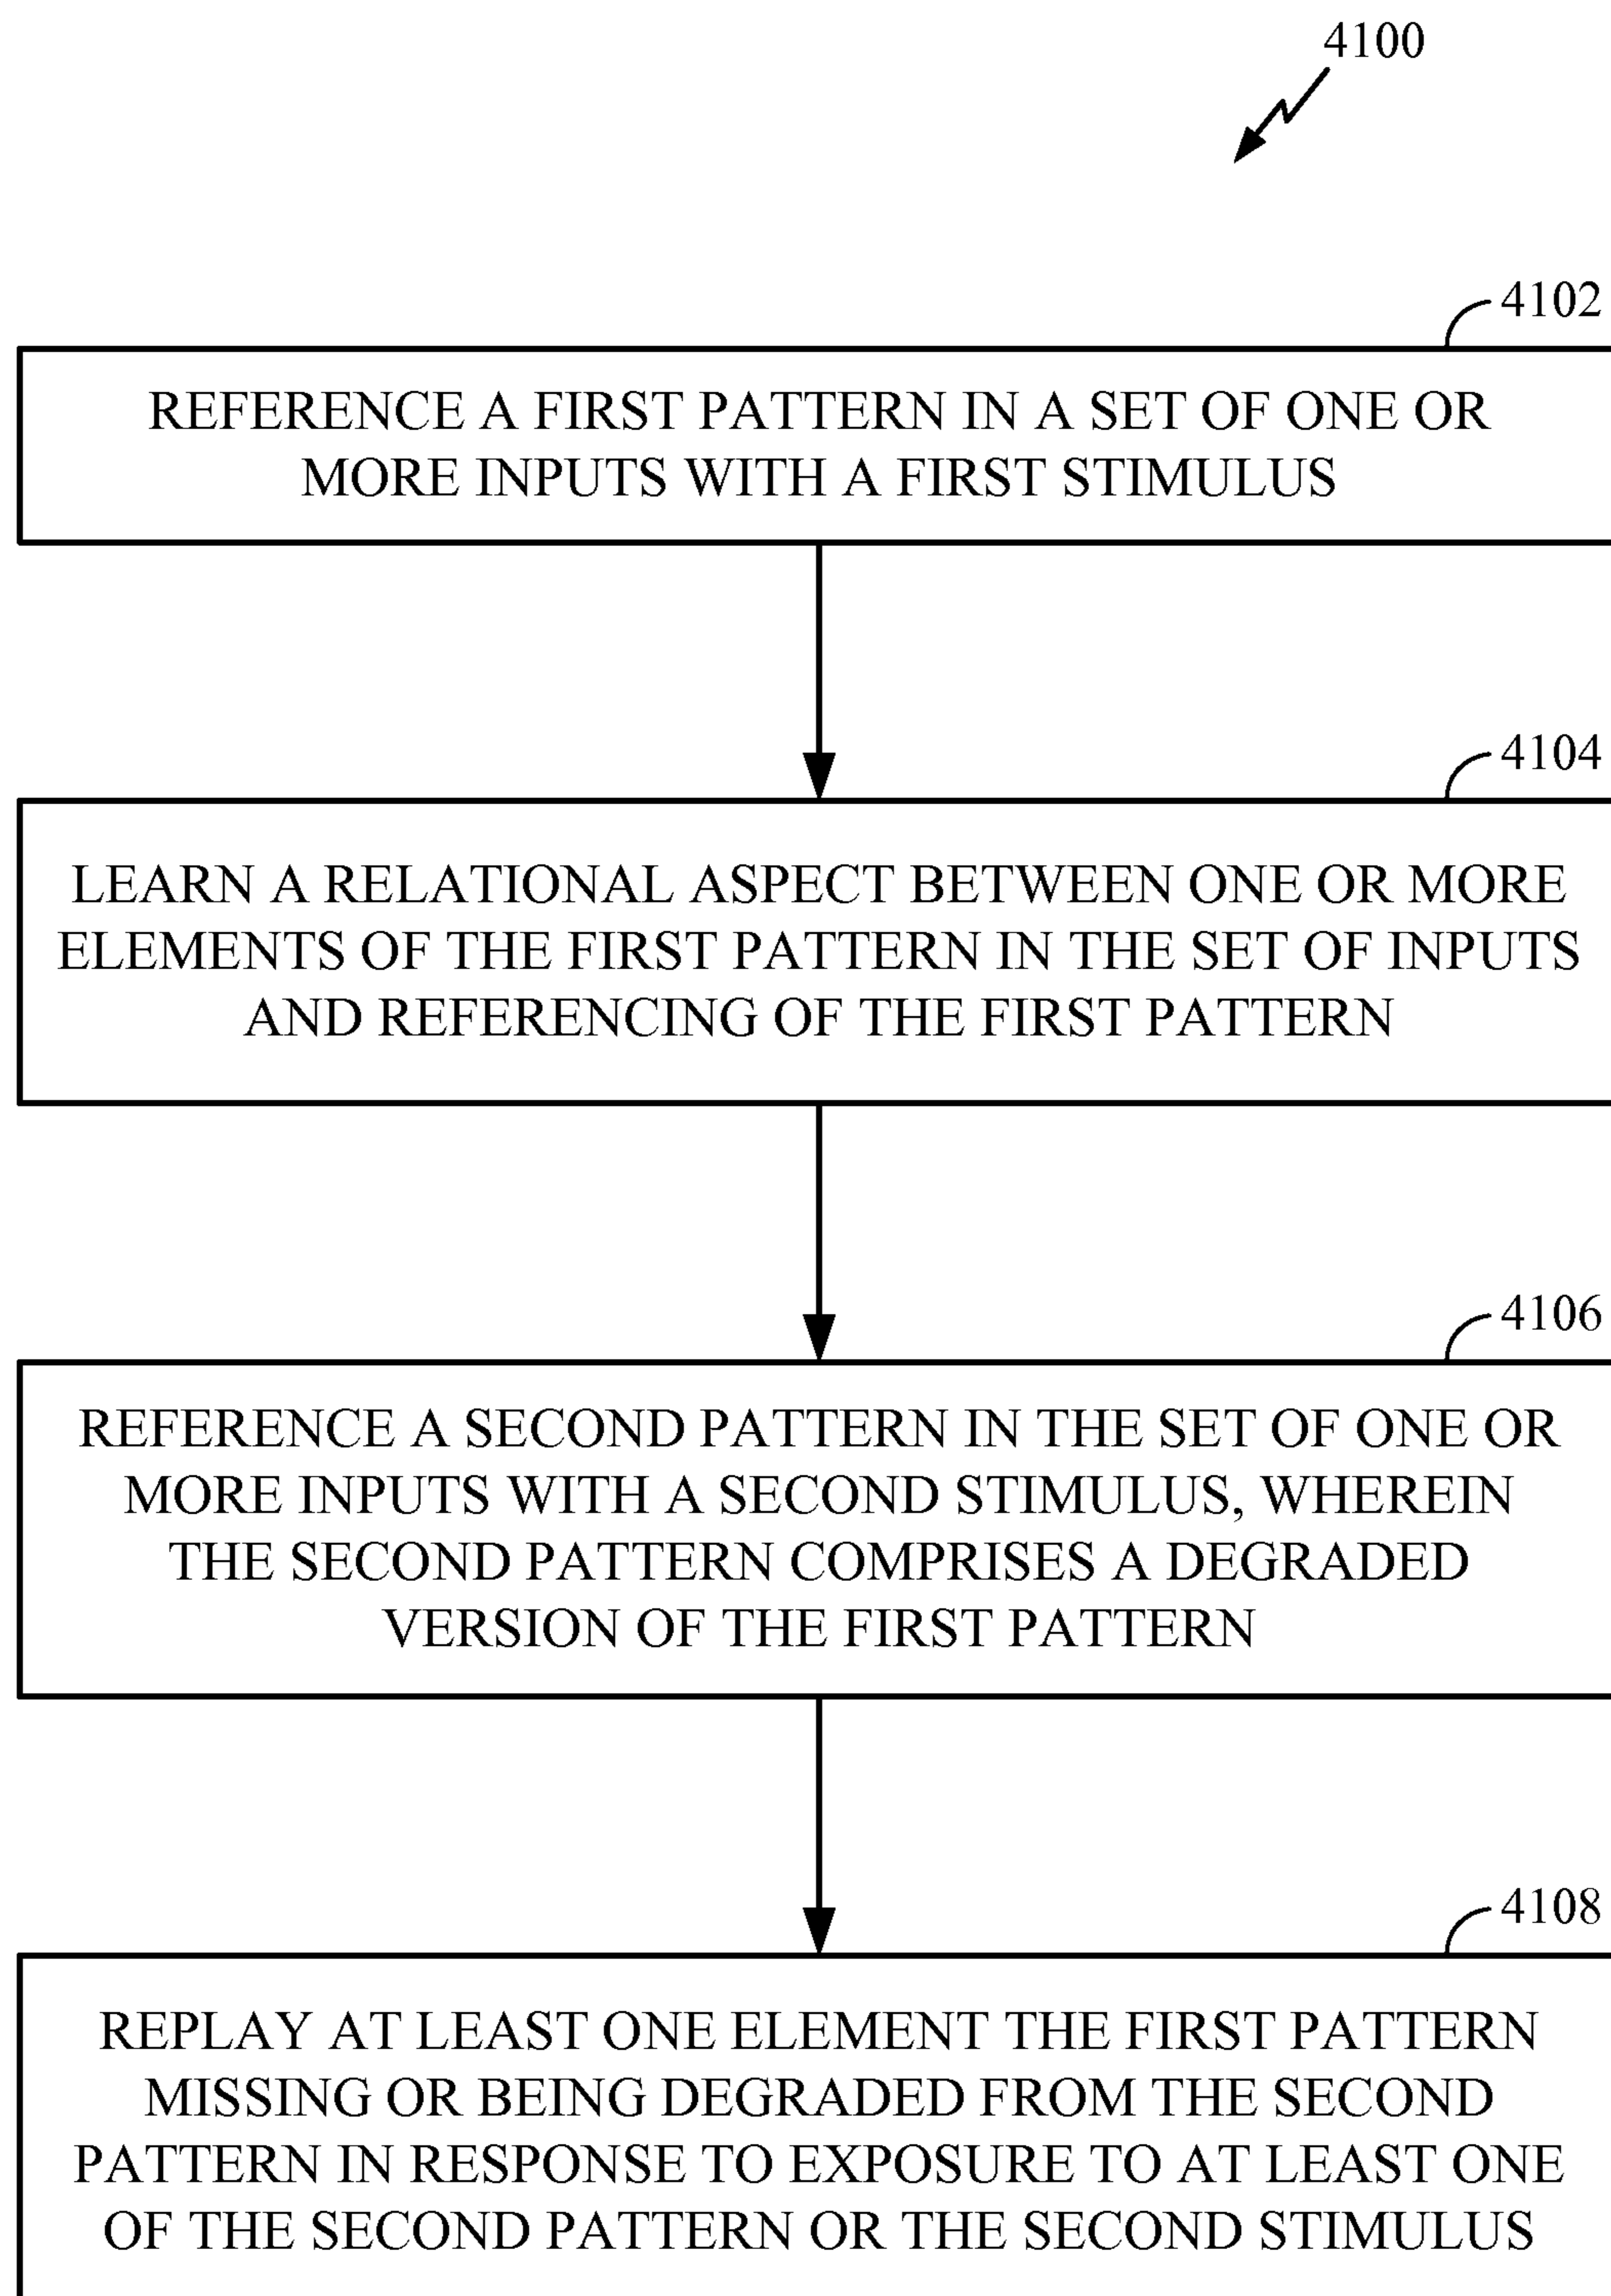 4100
4102
REFERENCE A FIRST PATTERN IN A SET OF ONE OR
MORE INPUTS WITH A FIRST STIMULUS
4104
LEARN A RELATIONAL ASPECT BETWEEN ONE OR MORE
ELEMENTS OF THE FIRST PATTERN IN THE SET OF INPUTS
AND REFERENCING OF THE FIRST PATTERN
4106
REFERENCE A SECOND PATTERN IN THE SET OF ONE OR
MORE INPUTS WITH A SECOND STIMULUS, WHEREIN
THE SECOND PATTERN COMPRISES A DEGRADED
VERSION OF THE FIRST PATTERN
4108
REPLAY AT LEAST ONE ELEMENT THE FIRST PATTERN
MISSING OR BEING DEGRADED FROM THE SECOND
PATTERN IN RESPONSE TO EXPOSURE TO AT LEAST ONE
OF THE SECOND PATTERN OR THE SECOND STIMULUS